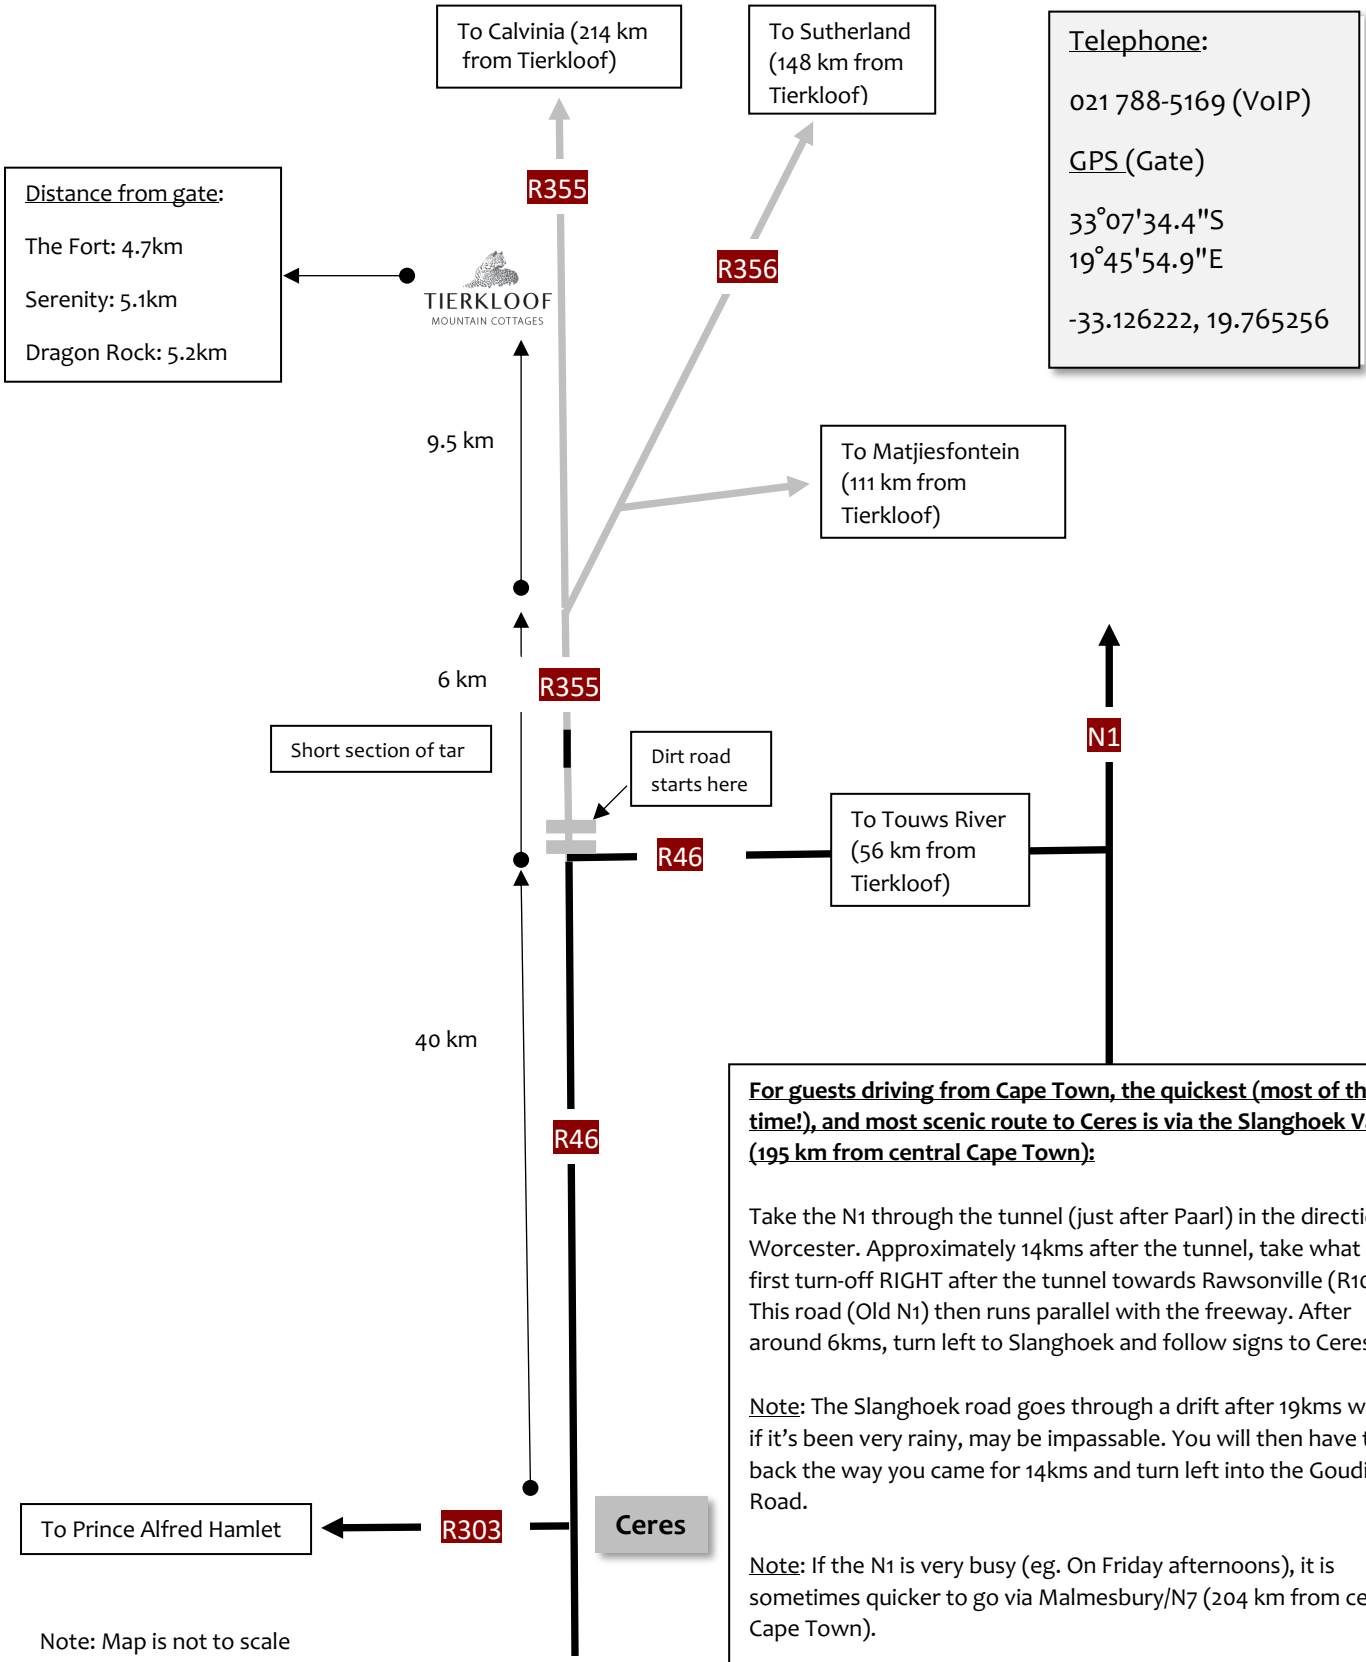 To Calvinia (214 km
from Tierkloof)
To Sutherland
(148 km from
Tierkloof)
Telephone:
021 788-5169 (VoIP)
GPS (Gate)
33°07'34.4"S
19°45'54.9"E
-33.126222, 19.765256
R355
Distance from gate:
The Fort: 4.7km
Serenity: 5.1km
Dragon Rock: 5.2km
TIERKLOOF
MOUNTAIN COTTAGES
R356
9.5 km
To Matjiesfontein
(111 km from
Tierkloof)
6 km
R355
N1
Short section of tar
Dirt road
starts here
R46
To Touws River
(56 km from
Tierkloof)
40 km
R46
For guests driving from Cape Town, the quickest (most of
time!), and most scenic route to Ceres is via the Slanghoek
(195 km from central Cape Town):
Take the N1 through the tunnel (just after Paarl) in the
Worcester. Approximately 14kms after the tunnel, take what
first turn-off RIGHT after the tunnel towards Rawsonville
This road (Old N1) then runs parallel with the freeway. After
around 6kms, turn left to Slanghoek and follow signs to Ceres
Note: The Slanghoek road goes through a drift after 19kms
if it's been very rainy, may be impassable. You will then have
back the way you came for 14kms and turn left into the
Road.
Note: If the N1 is very busy (eg. On Friday afternoons), it is
sometimes quicker to go via Malmesbury/N7 (204 km from
Cape Town).
To Prince Alfred Hamlet
R303
Ceres
Note: Map is not to scale